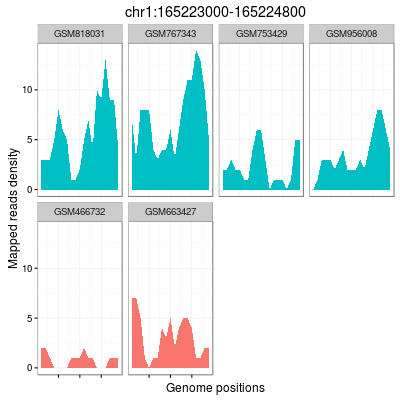 chr1:165223000-165224800
GSM818031 GSM767343 GSM753429 GSM956008
10
5
0
GSM466732 GSM663427
10
5
0
Mapped reads density
Genome positions